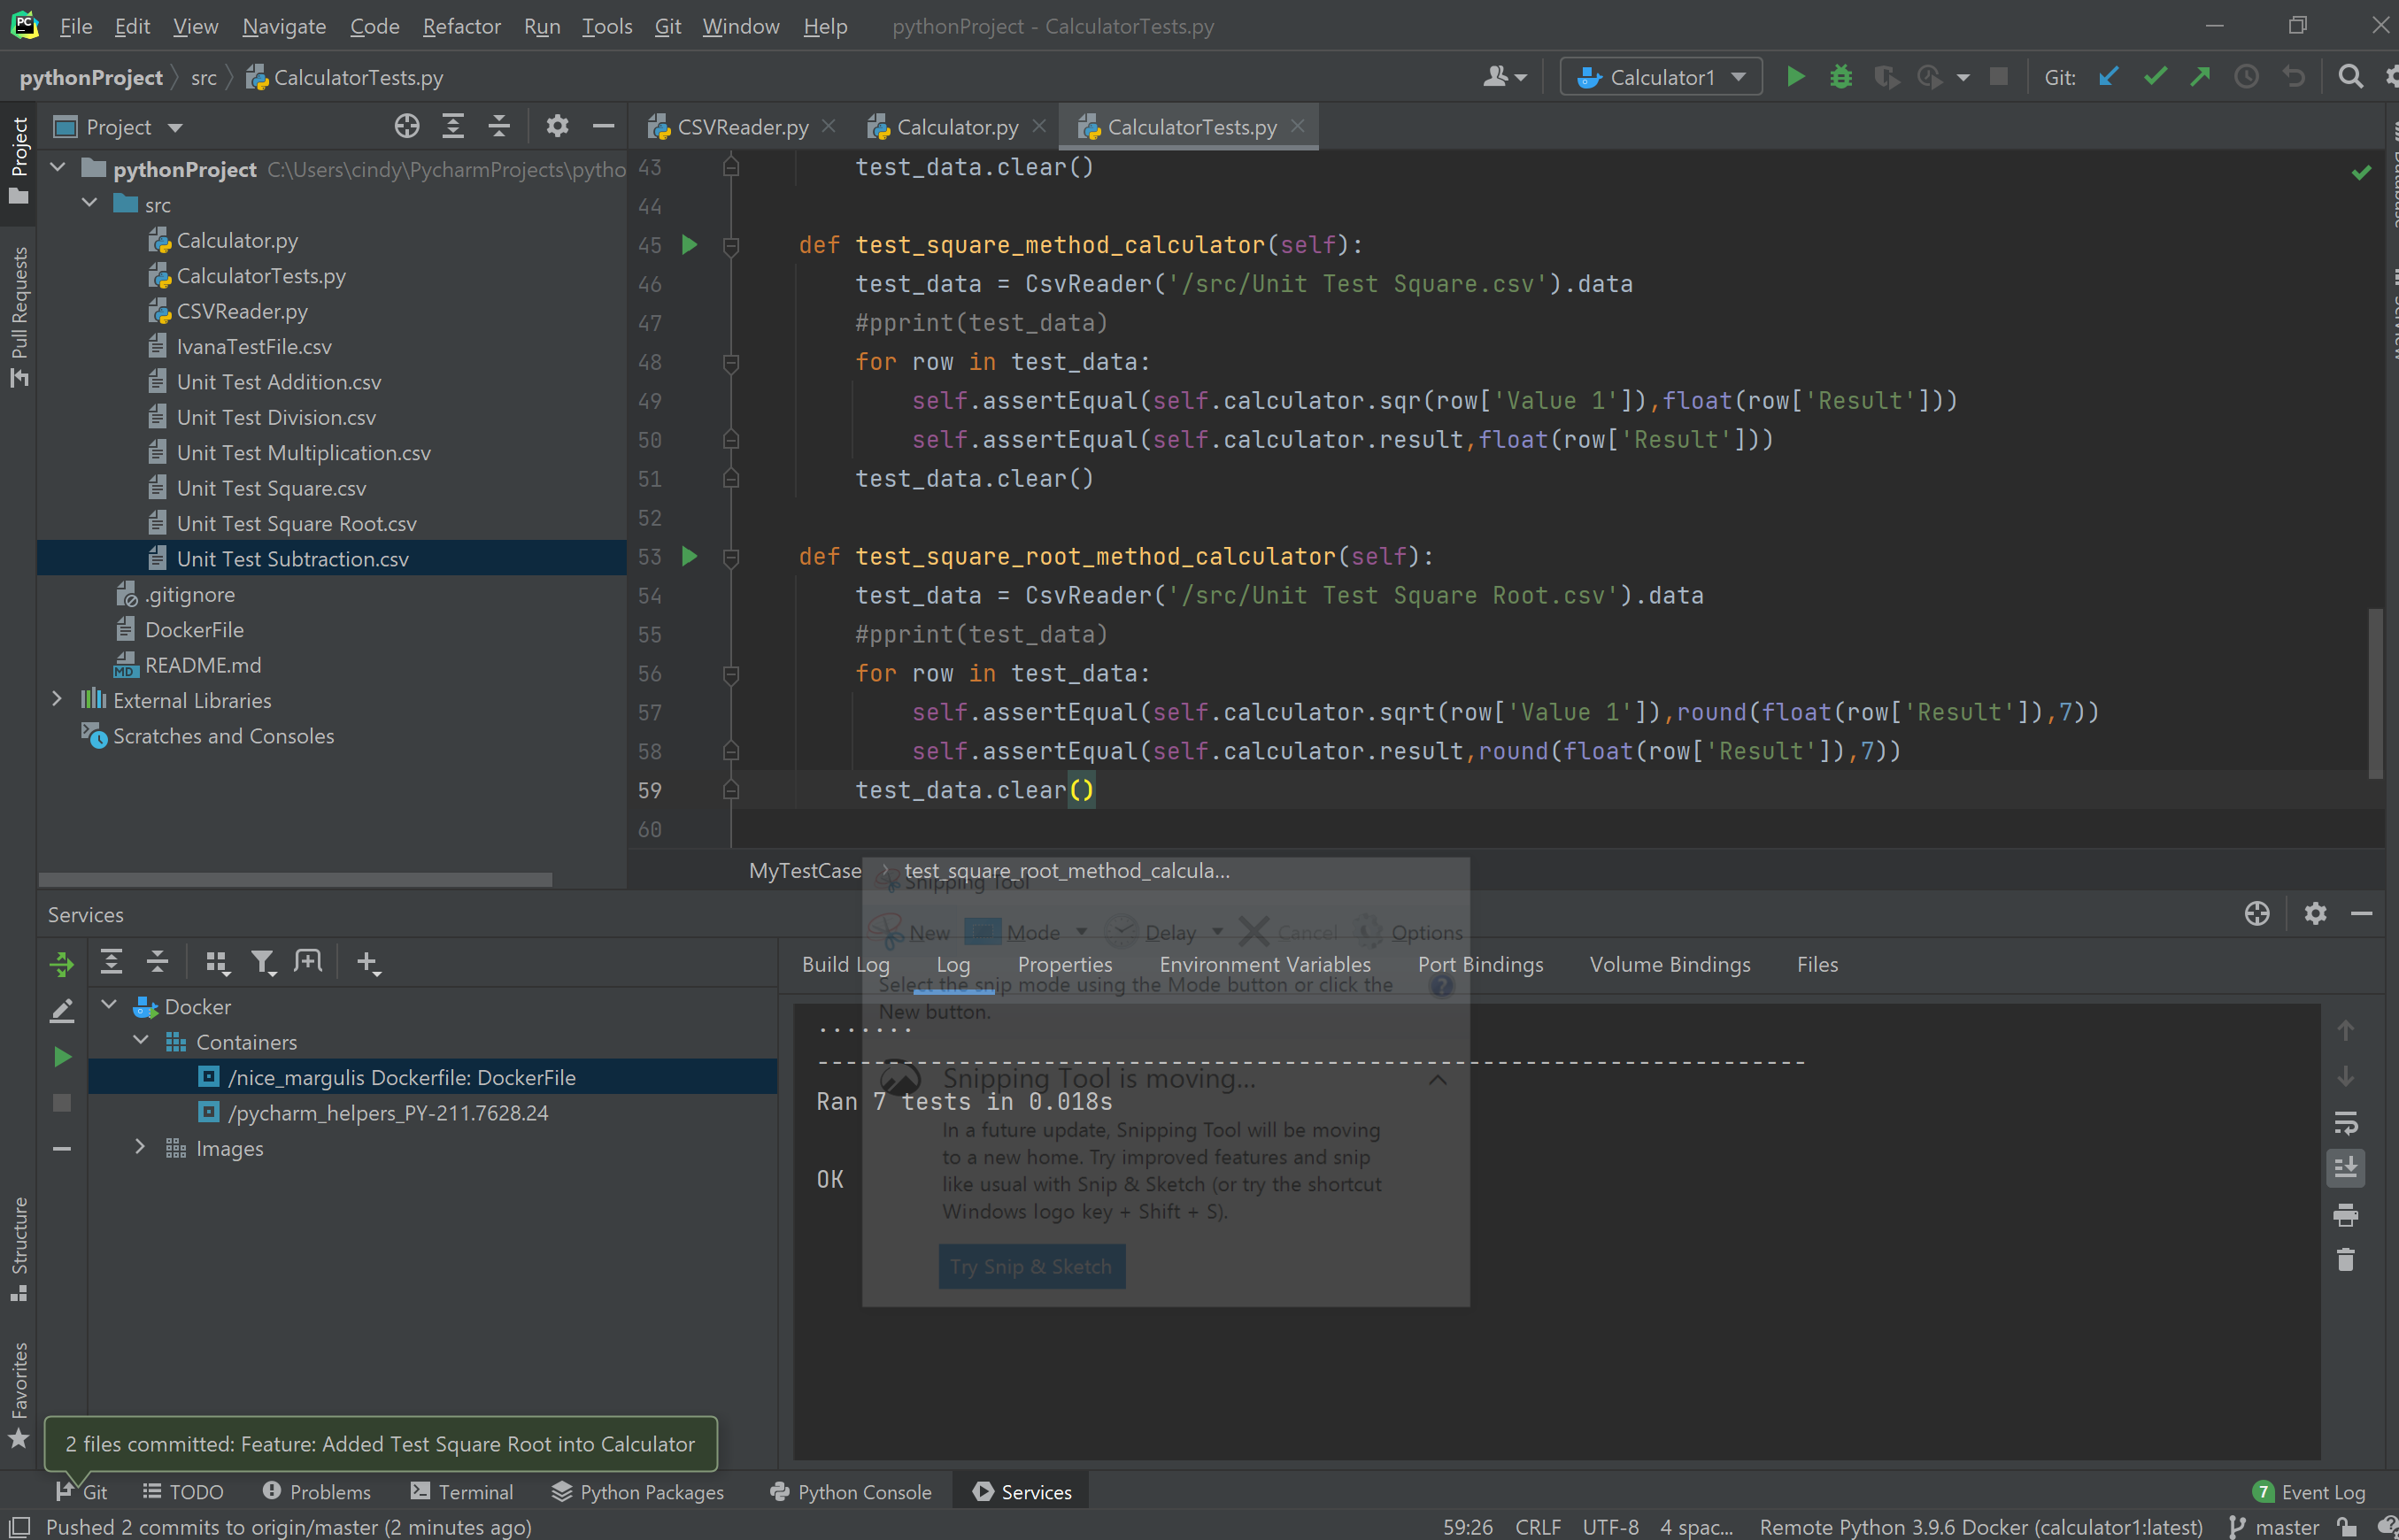 File Edit View Navigate Code Refactor Run Tools Git Window Help pythonProject - CalculatorTests.py
pythonProject src CalculatorTests.py Calculator1 Git:
Project
Pull Requests
Structure
Favorites
Project
pythonProject C:\Users\cindy\PycharmProjects\pytho
src
Calculator.py
CalculatorTests.py
CSVReader.py
IvanaTestFile.csv
Unit Test Addition.csv
Unit Test Division.csv
Unit Test Multiplication.csv
Unit Test Square.csv
Unit Test Square Root.csv
Unit Test Subtraction.csv
.gitignore
DockerFile
README.md
External Libraries
Scratches and Consoles
CSVReader.py Calculator.py CalculatorTests.py
43 test_data.clear()
44
45 def test_square_method_calculator(self):
46 test_data = CsvReader('/src/Unit Test Square.csv').data
47 #pprint(test_data)
48 for row in test_data:
49 self.assertEqual(self.calculator.sqr(row['Value 1']),float(row['Result']))
50 self.assertEqual(self.calculator.result,float(row['Result']))
51 test_data.clear()
52
53 def test_square_root_method_calculator(self):
54 test_data = CsvReader('/src/Unit Test Square Root.csv').data
55 #pprint(test_data)
56 for row in test_data:
57 self.assertEqual(self.calculator.sqrt(row['Value 1']),round(float(row['Result']),7))
58 self.assertEqual(self.calculator.result,round(float(row['Result']),7))
59 test_data.clear()
60
MyTestCase test_square_root_method_calcula...
Snipping Tool
New Mode Delay Cancel Options
Select the snip mode using the Mode button or click the
New button.
Snipping Tool is moving...
In a future update, Snipping Tool will be moving
to a new home. Try improved features and snip
like usual with Snip & Sketch (or try the shortcut
Windows logo key + Shift + S).
Try Snip & Sketch
Services
Docker
Containers
/nice_margulis Dockerfile: DockerFile
/pycharm_helpers_PY-211.7628.24
Images
Build Log Log Properties Environment Variables Port Bindings Volume Bindings Files
.......
----------------------------------------------------------------------
Ran 7 tests in 0.018s
OK
2 files committed: Feature: Added Test Square Root into Calculator
Git TODO Problems Terminal Python Packages Python Console Services 7 Event Log
Pushed 2 commits to origin/master (2 minutes ago) 59:26 CRLF UTF-8 4 spac... Remote Python 3.9.6 Docker (calculator1:latest) master